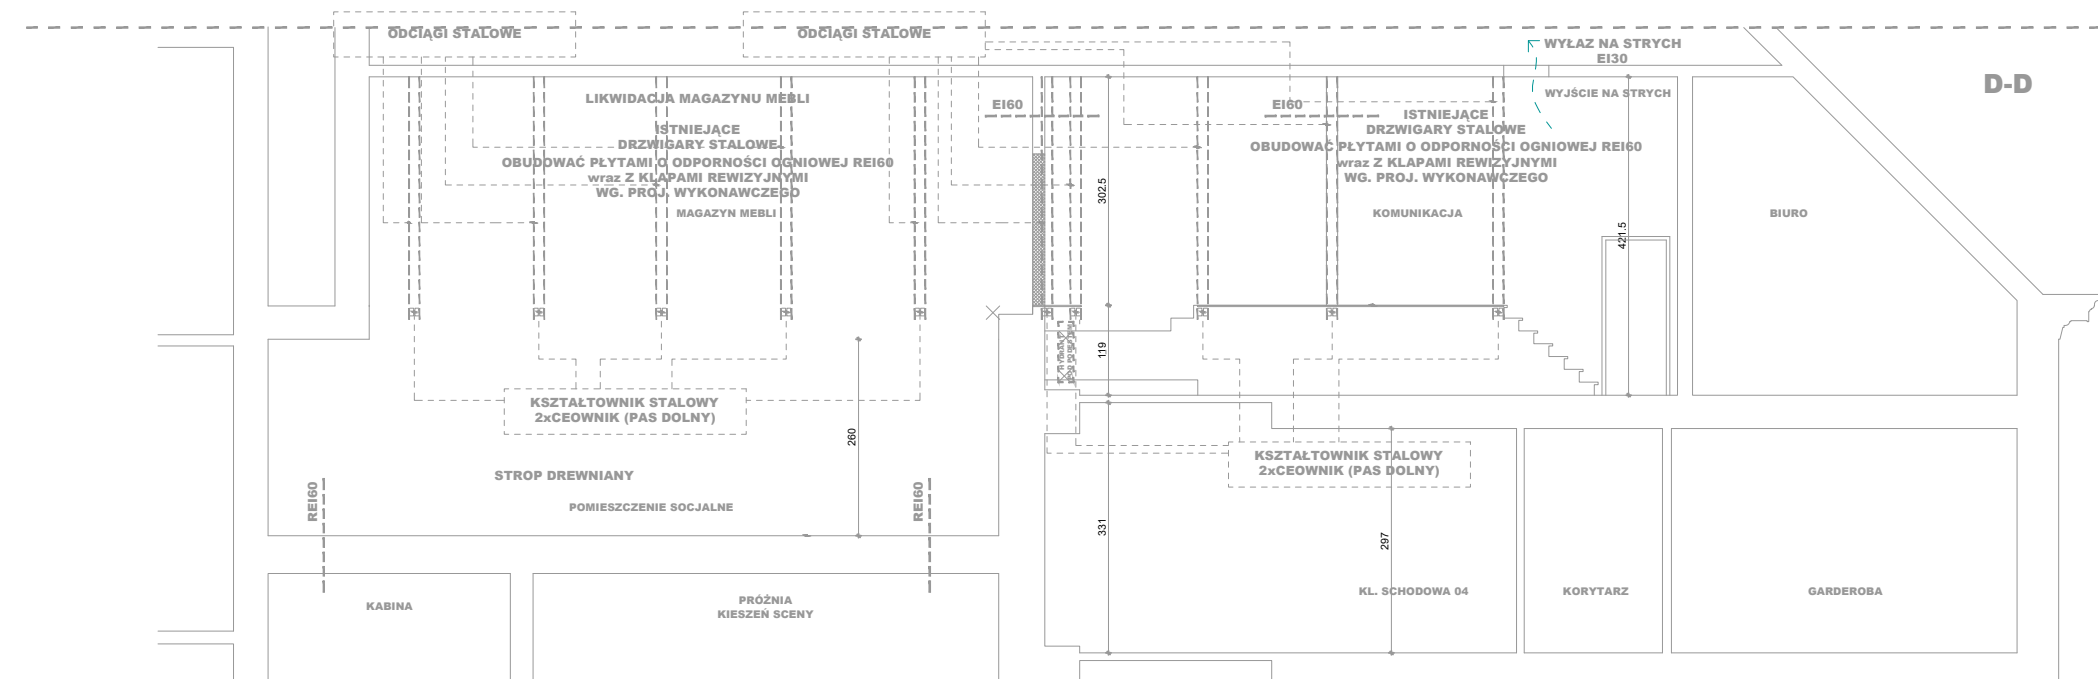 ODCIĄGI STALOWE
ODCIĄGI STALOWE
WYŁAZ NA STRYCH
EI30
D-D
WYJŚCIE NA STRYCH
LIKWIDACJA MAGAZYNU MEBLI
EI60
EI60
ISTNIEJĄCE
DRZWIGARY STALOWE
OBUDOWAĆ PŁYTAMI O ODPORNOŚCI OGNIOWEJ REI60
wraz Z KLAPAMI REWIZYJNYMI
WG. PROJ. WYKONAWCZEGO
MAGAZYN MEBLI
ISTNIEJĄCE
DRZWIGARY STALOWE
OBUDOWAĆ PŁYTAMI O ODPORNOŚCI OGNIOWEJ REI60
wraz Z KLAPAMI REWIZYJNYMI
WG. PROJ. WYKONAWCZEGO
KOMUNIKACJA
BIURO
302.5
421.5
119
KSZTAŁTOWNIK STALOWY
2xCEOWNIK (PAS DOLNY)
260
KSZTAŁTOWNIK STALOWY
2xCEOWNIK (PAS DOLNY)
STROP DREWNIANY
REI60
REI60
POMIESZCZENIE SOCJALNE
331
297
KABINA
PRÓŻNIA
KIESZEŃ SCENY
KL. SCHODOWA 04
KORYTARZ
GARDEROBA